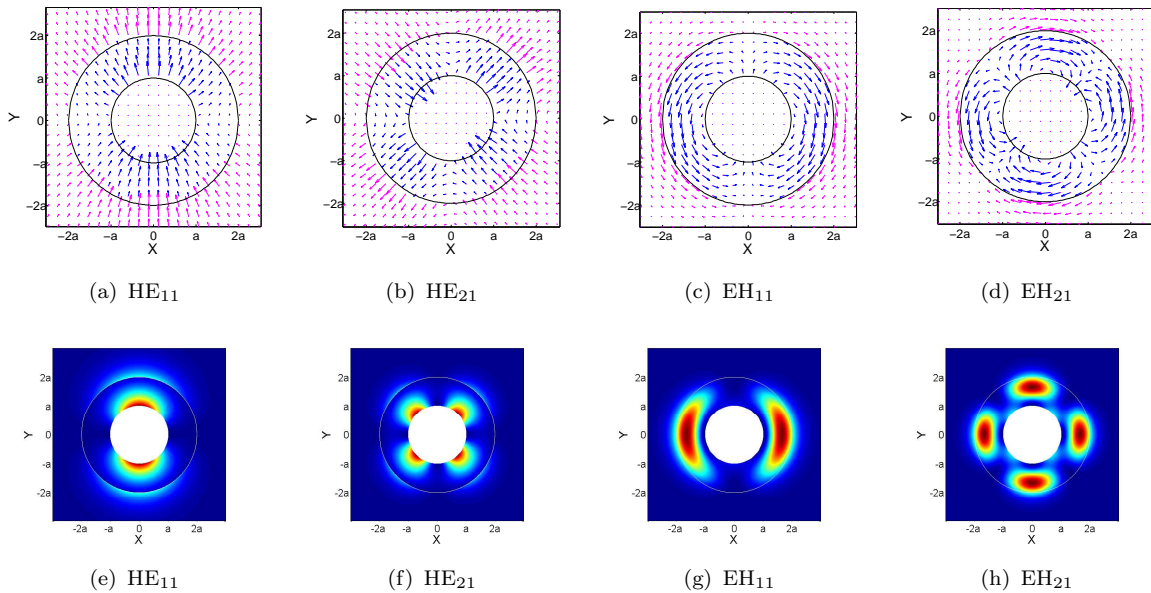 2a 2a 2a 2a
a a a a
Y 0 Y 0 Y 0 Y 0
−a −a −a −a
−2a −2a −2a −2a
−2a −a 0 a 2a −2a −a 0 a 2a −2a −a 0 a 2a −2a −a 0 a 2a
X X X X
(a) HE11 (b) HE21 (c) EH11 (d) EH21
2a 2a 2a 2a
a a a a
Y 0 Y 0 Y 0 Y 0
-a -a -a -a
-2a -2a -2a -2a
-2a -a 0 a 2a -2a -a 0 a 2a -2a -a 0 a 2a -2a -a 0 a 2a
X X X X
(e) HE11 (f) HE21 (g) EH11 (h) EH21